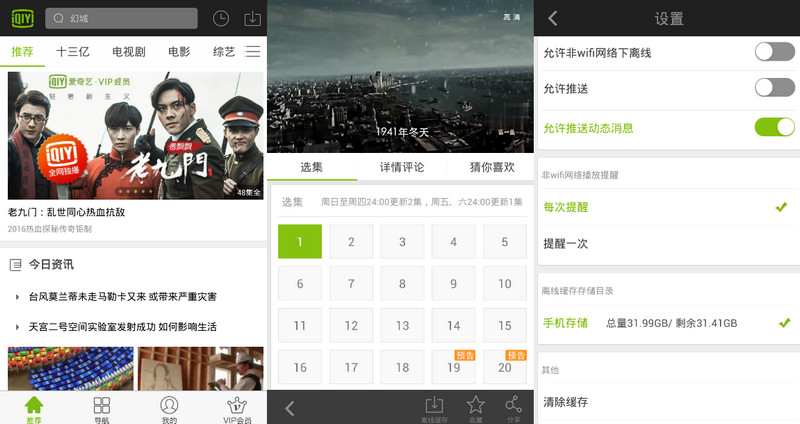 iQIYI
幻城
推荐
十三亿
电视剧
电影
综艺
iQIYI 爱奇艺·VIP会员
轻奢新主义
iQIYI
全网独播
香飘飘
老九門
48集全
老九门：乱世同心热血抗敌
2016热血探秘传奇钜制
今日资讯
台风莫兰蒂未走马勒卡又来 或带来严重灾害
天宫二号空间实验室发射成功 如何影响生活
推荐
导航
我的
VIP会员
高清
1941年冬天
第一集
选集
详情评论
猜你喜欢
选集
周日至周四24:00更新2集，周五、六24:00更新1集
1 2 3 4 5
6 7 8 9 10
11 12 13 14 15
预告 预告
16 17 18 19 20
离线缓存
收藏
分享
设置
允许非wifi网络下离线
允许推送
允许推送动态消息
非wifi网络播放提醒
每次提醒
提醒一次
离线缓存存储目录
手机存储 总量31.99GB/ 剩余31.41GB
其他
清除缓存